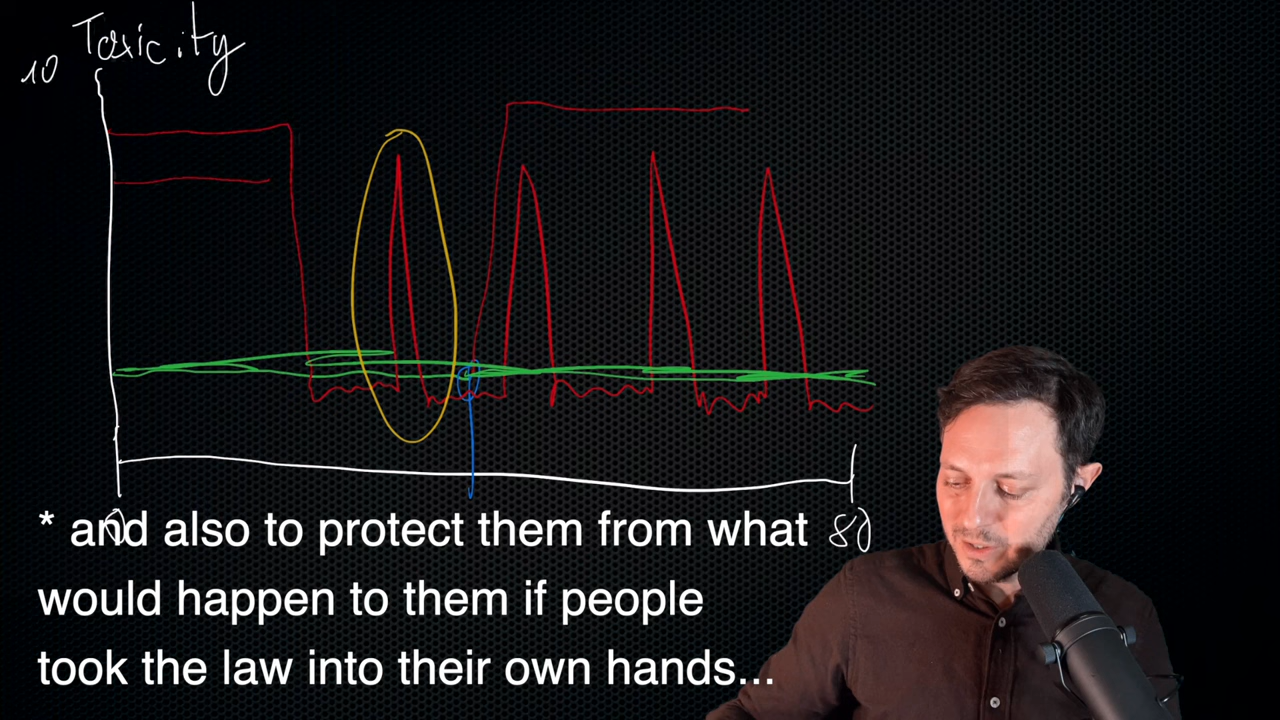 Toxicity
10
* and also to protect them from what
80
would happen to them if people
took the law into their own hands...